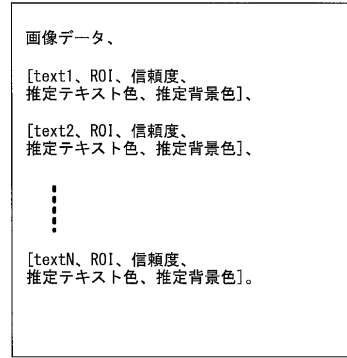 画像データ、
[text1、ROI、信頼度、
推定テキスト色、推定背景色]、
[text2、ROI、信頼度、
推定テキスト色、推定背景色]、
[textN、ROI、信頼度、
推定テキスト色、推定背景色]。